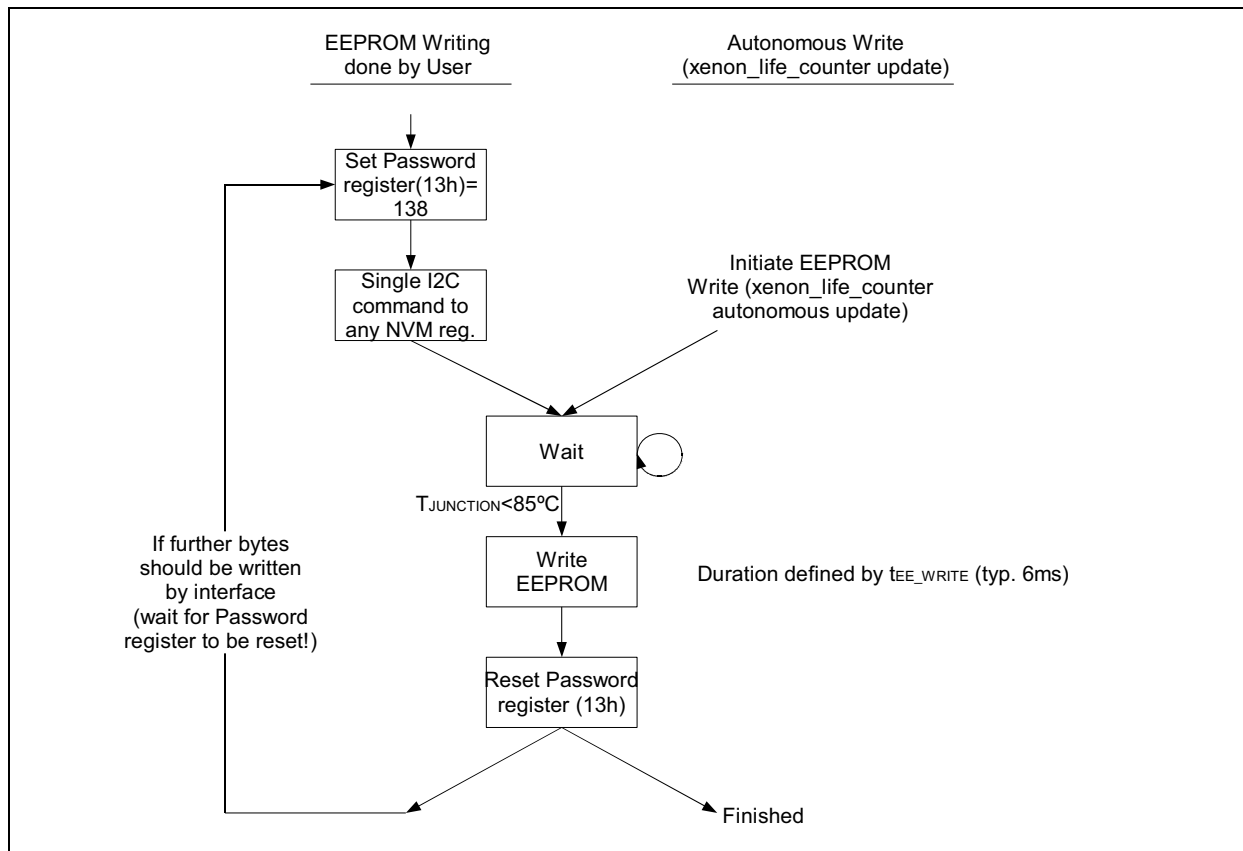 EEPROM Writing
done by User
Autonomous Write
(xenon_life_counter update)
Set Password
register(13h)=
138
Single I2C
command to
any NVM reg.
Initiate EEPROM
Write (xenon_life_counter
autonomous update)
Wait
TJUNCTION<85ºC
If further bytes
should be written
by interface
(wait for Password
register to be reset!)
Write
EEPROM
Duration defined by tEE_WRITE (typ. 6ms)
Reset Password
register (13h)
Finished